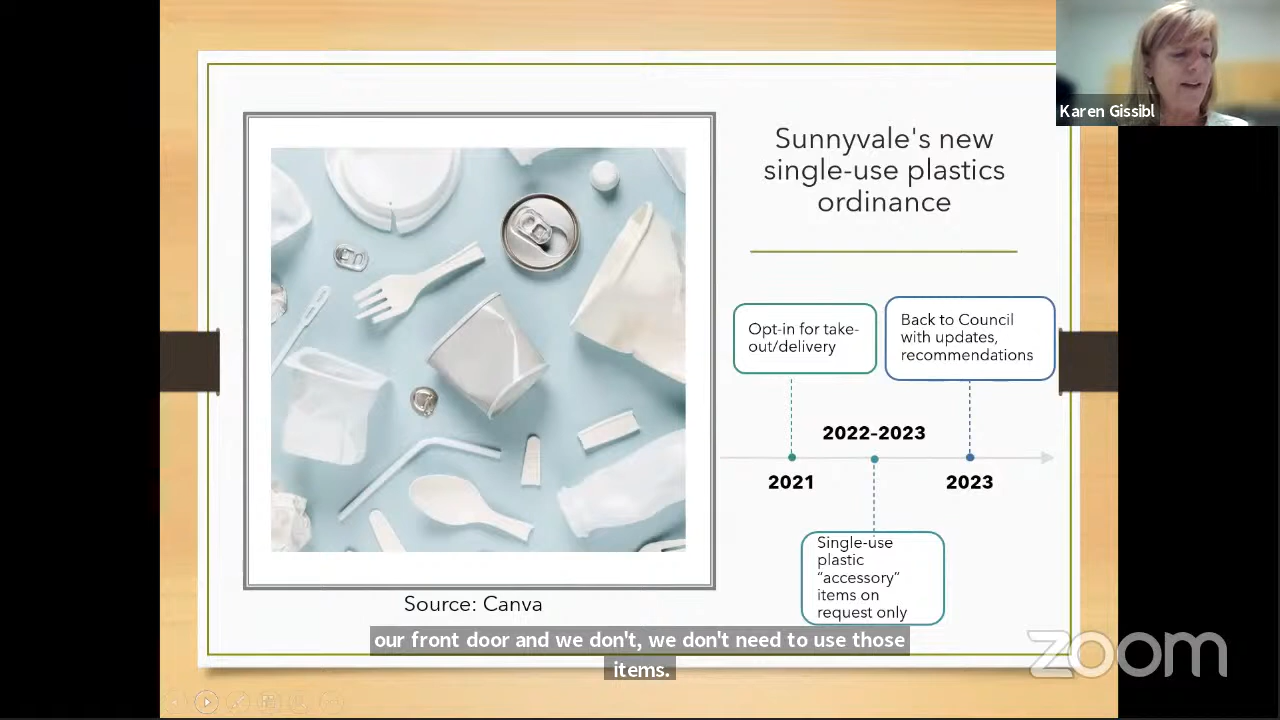 Karen Gissibl
Sunnyvale's new
single-use plastics
ordinance
Opt-in for take-
out/delivery
Back to Council
with updates,
recommendations
2022-2023
2021
2023
Single-use
plastic
“accessory”
items on
request only
Source: Canva
our front door and we don't, we don't need to use those
items.
zoom